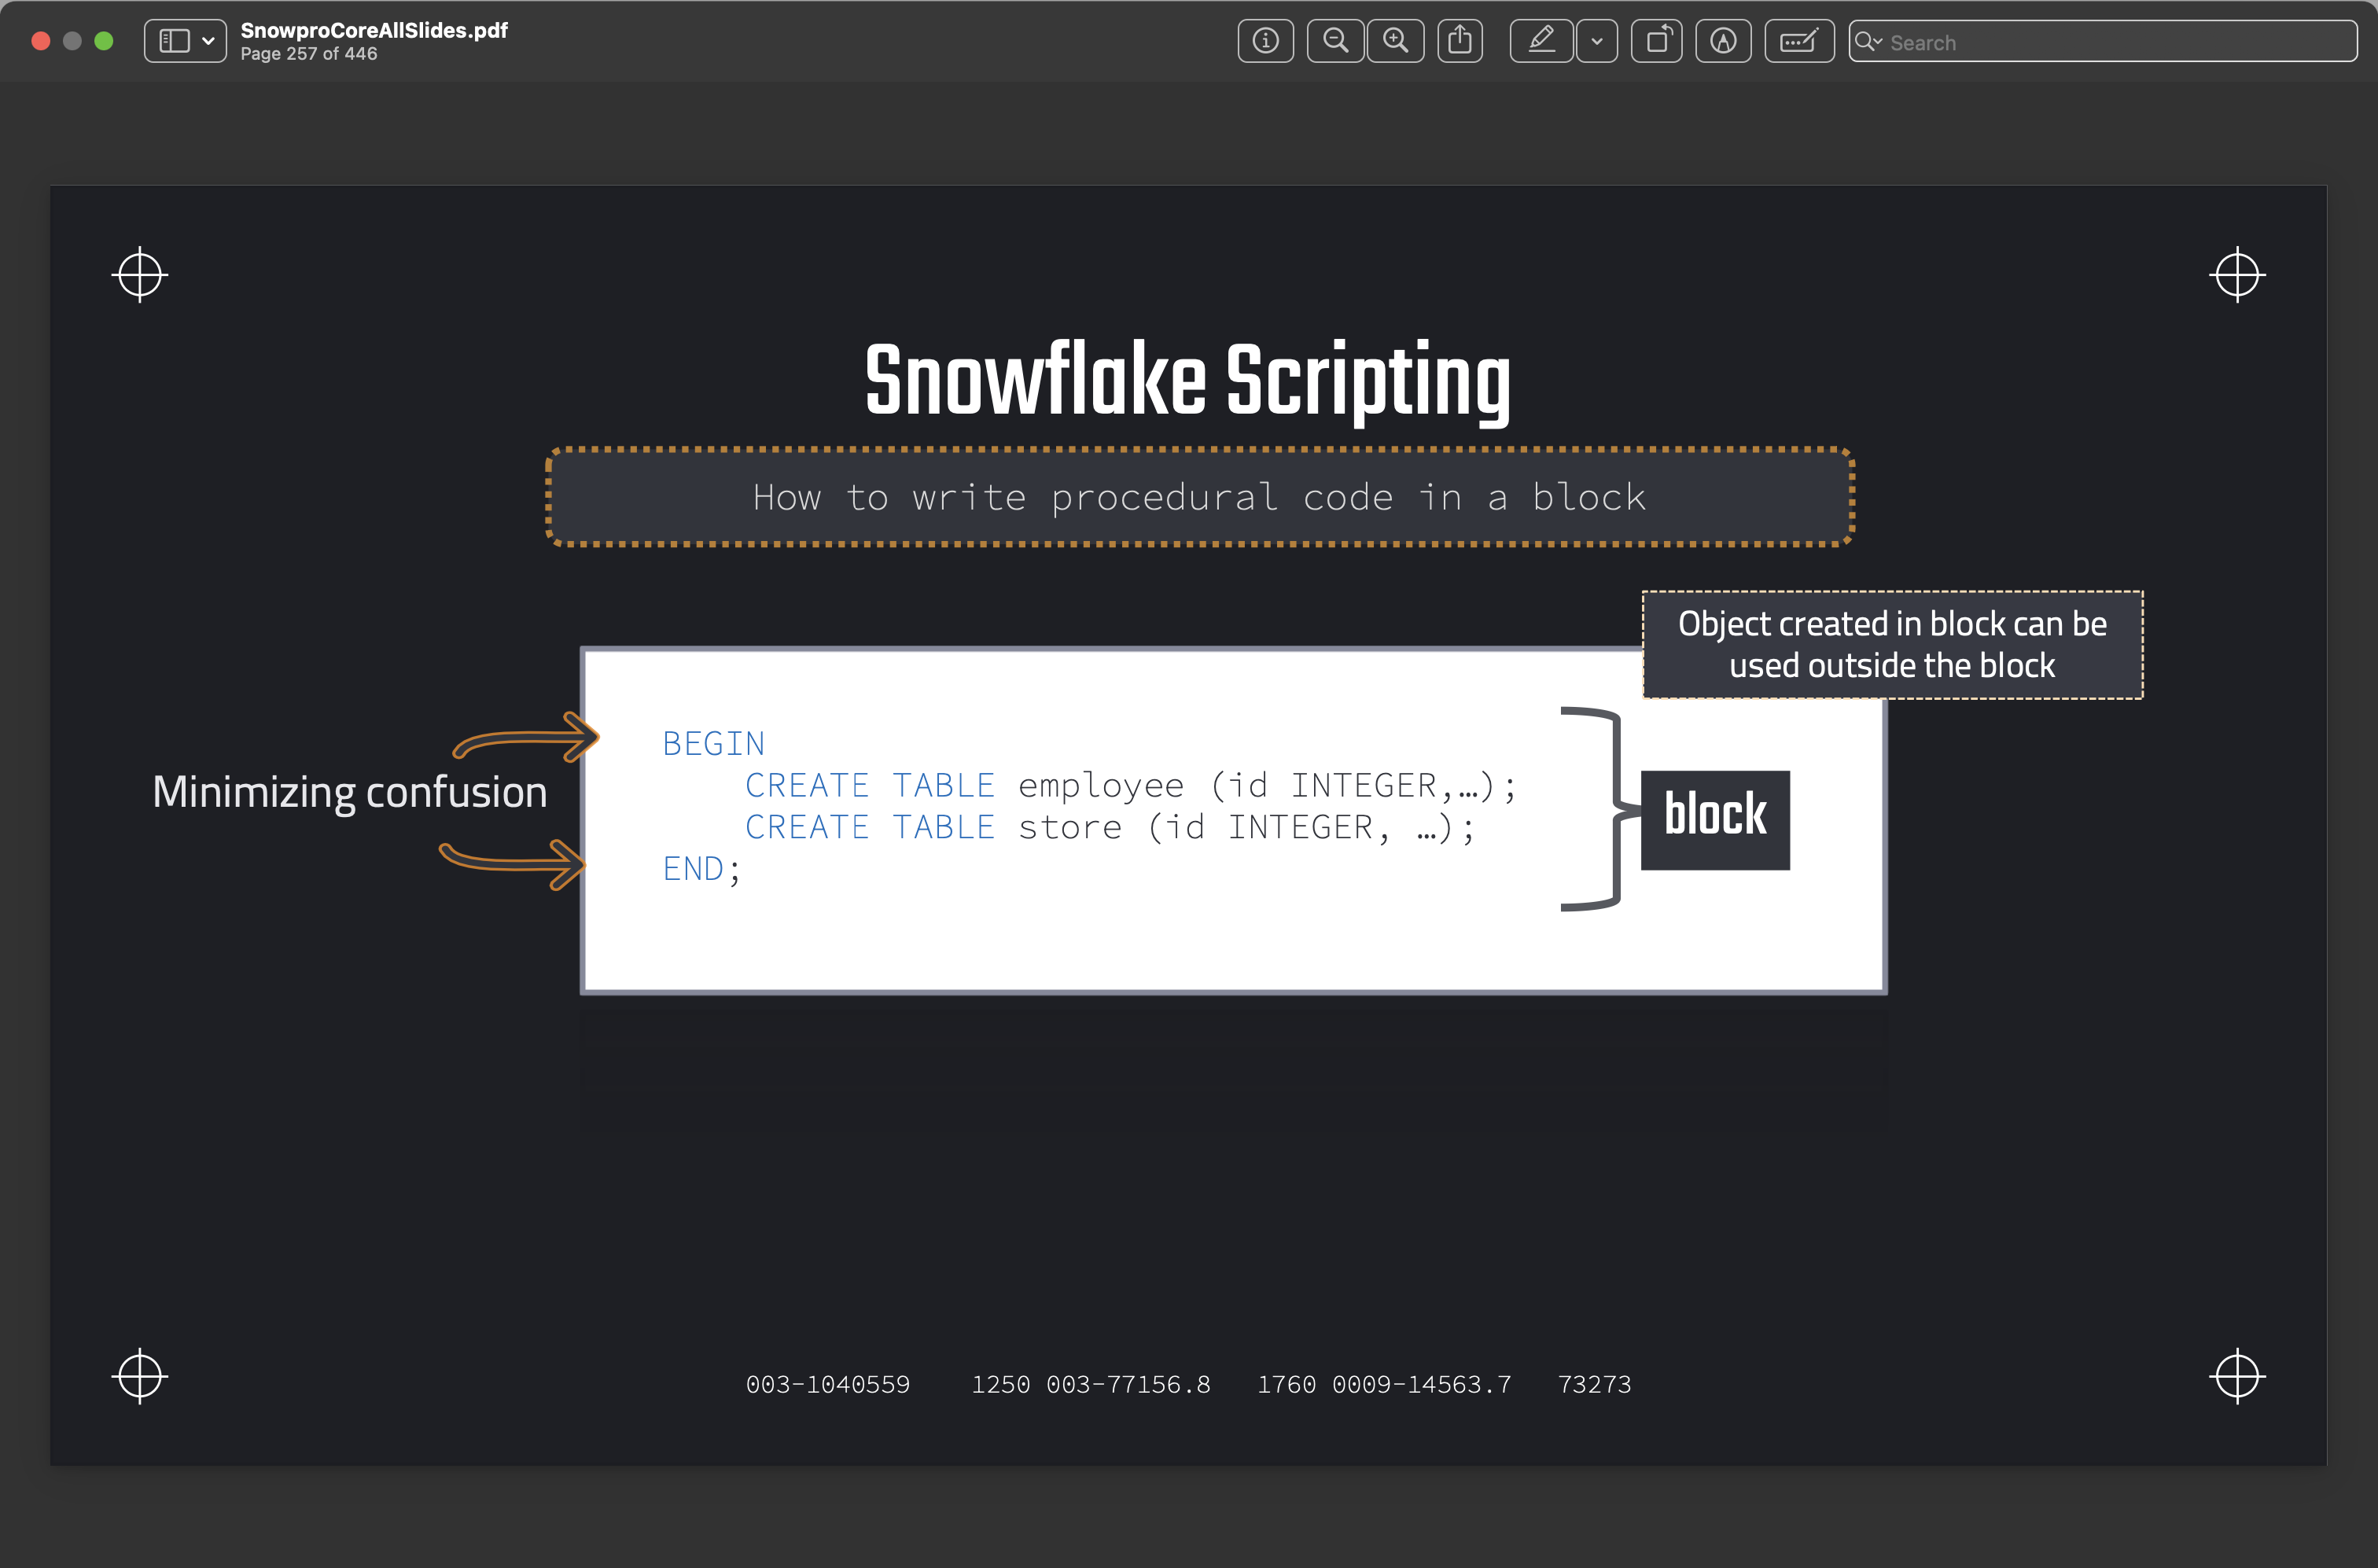 SnowproCoreAllSlides.pdf
Page 257 of 446
Search
Snowflake Scripting
How to write procedural code in a block
Object created in block can be
used outside the block
Minimizing confusion
BEGIN
    CREATE TABLE employee (id INTEGER,…);
    CREATE TABLE store (id INTEGER, …);
END;
block
003-1040559    1250 003-77156.8   1760 0009-14563.7   73273